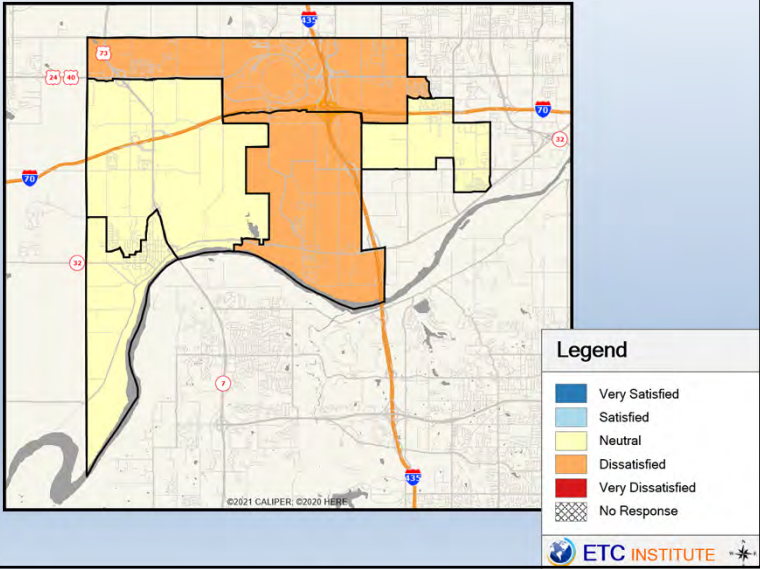 435
73
24 40
70
32
70
32
7
435
©2021 CALIPER; ©2020 HERE
Legend
Very Satisfied
Satisfied
Neutral
Dissatisfied
Very Dissatisfied
No Response
ETC INSTITUTE